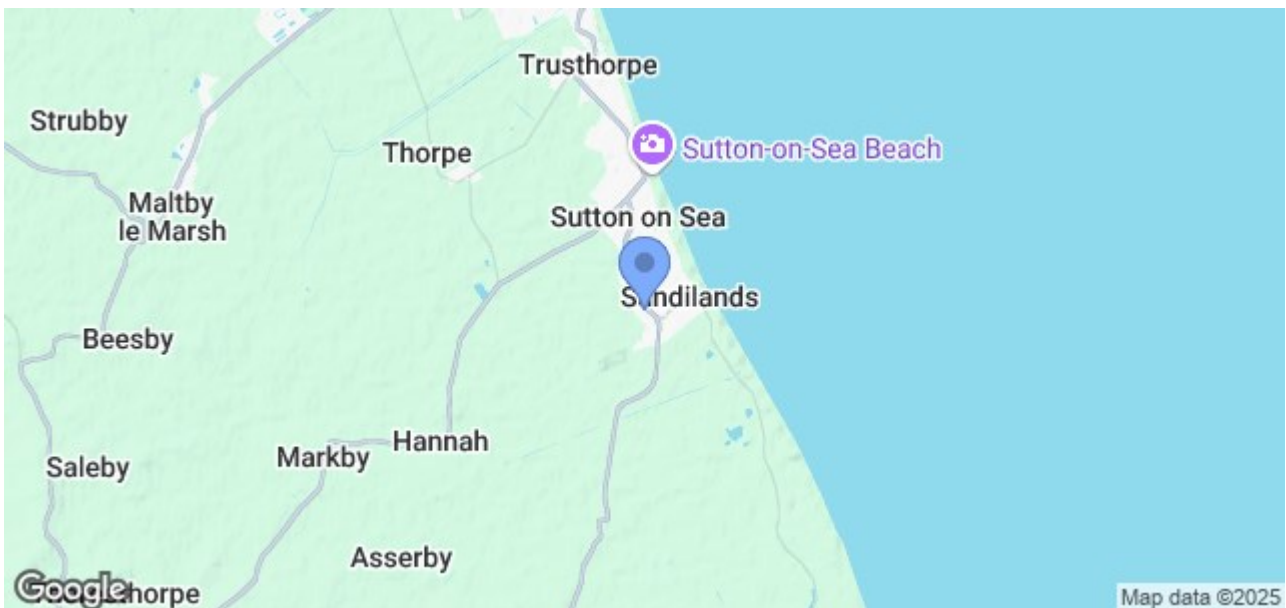 Trusthorpe
Strubby
Thorpe
Sutton-on-Sea Beach
Maltby
le Marsh
Sutton on Sea
Sandilands
Beesby
Hannah
Markby
Saleby
Asserby
Google
Map data ©2025